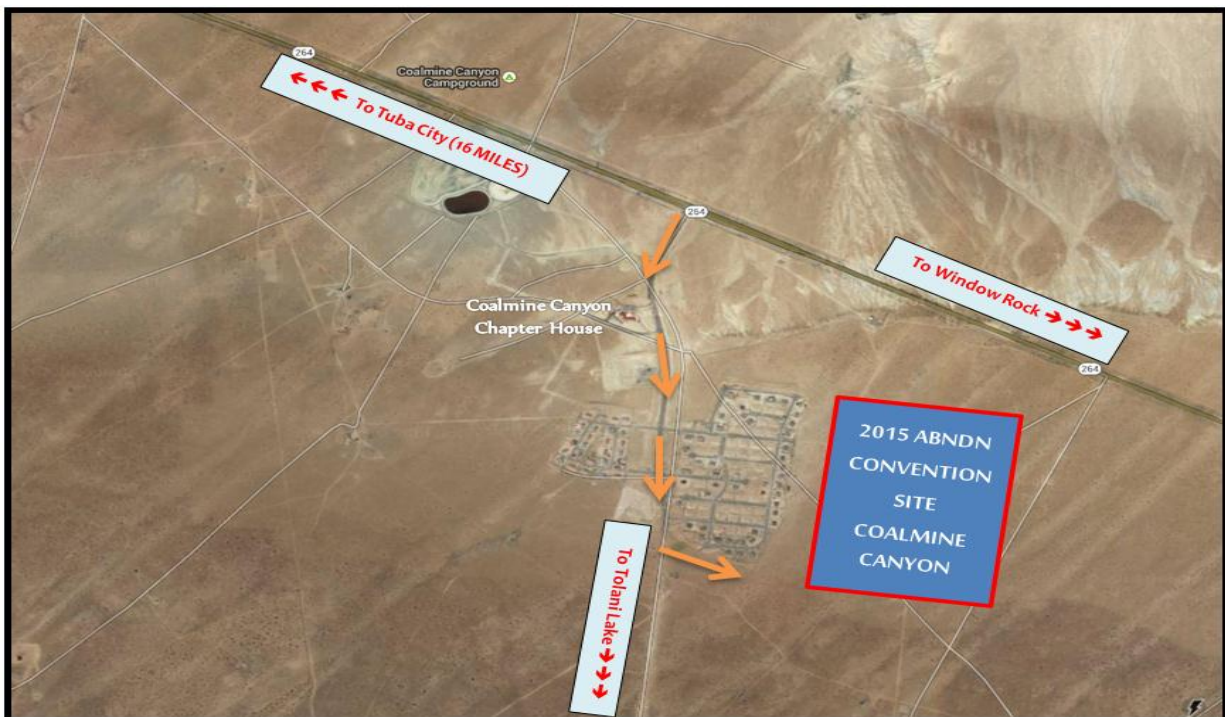 264
Coalmine Canyon
Campground
←←← To Tuba City (16 MILES)
264
To Window Rock →→→
Coalmine Canyon
Chapter House
264
2015 ABNDN
CONVENTION
SITE
COALMINE
CANYON
To Tolani Lake →→→